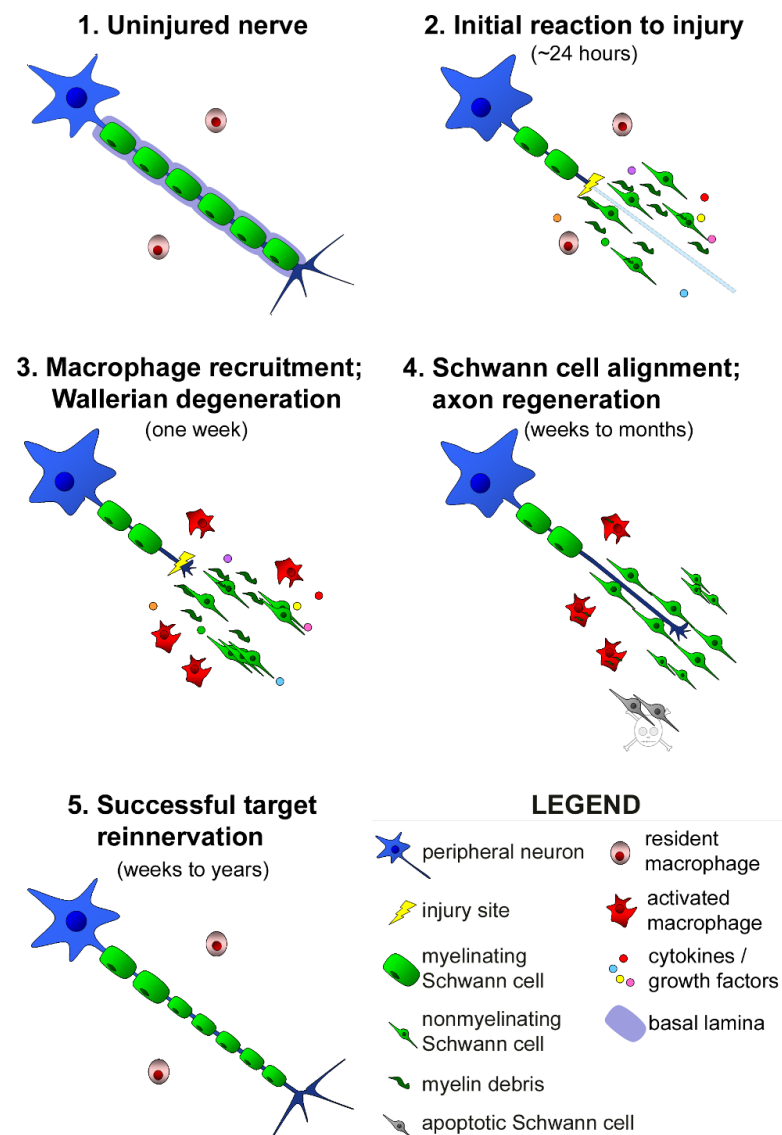 1. Uninjured nerve
2. Initial reaction to injury
(~24 hours)
3. Macrophage recruitment;
Wallerian degeneration
(one week)
4. Schwann cell alignment;
axon regeneration
(weeks to months)
5. Successful target
reinnervation
(weeks to years)
LEGEND
peripheral neuron
injury site
myelinating
Schwann cell
nonmyelinating
Schwann cell
myelin debris
apoptotic Schwann cell
resident
macrophage
activated
macrophage
cytokines /
growth factors
basal lamina